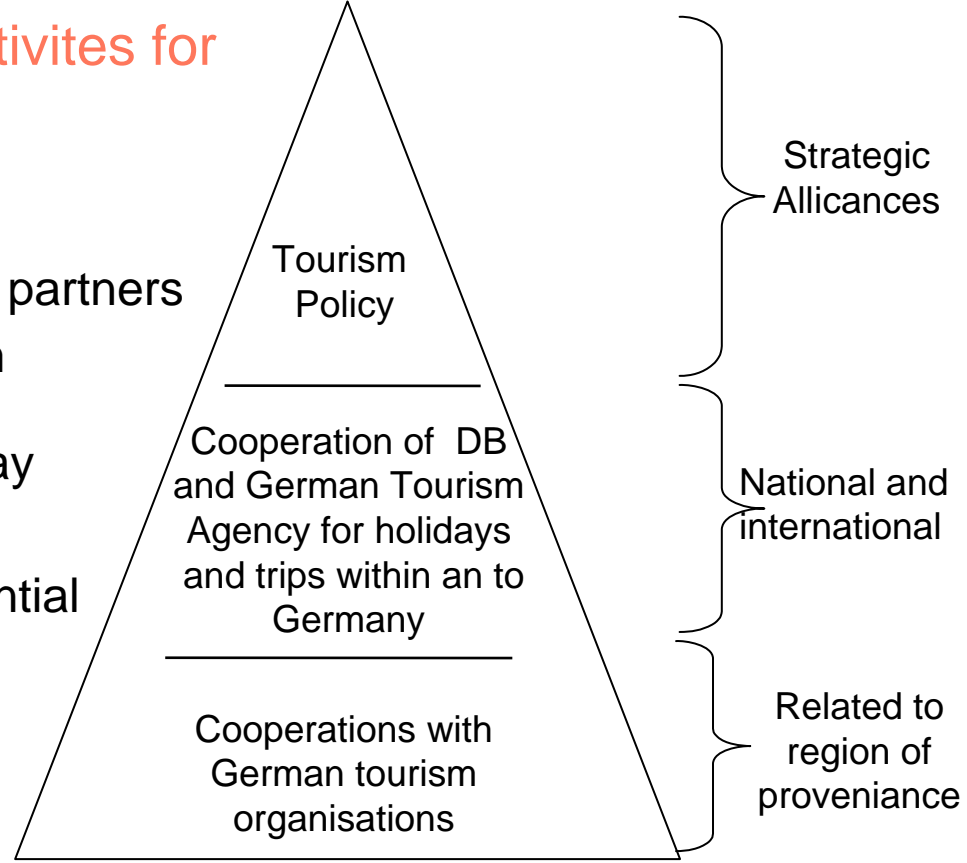 tivites for
partners
ay
ntial
Tourism
Policy
Cooperation of DB
and German Tourism
Agency for holidays
and trips within an to
Germany
Cooperations with
German tourism
organisations
Strategic
Allicances
National and
international
Related to
region of
proveniance